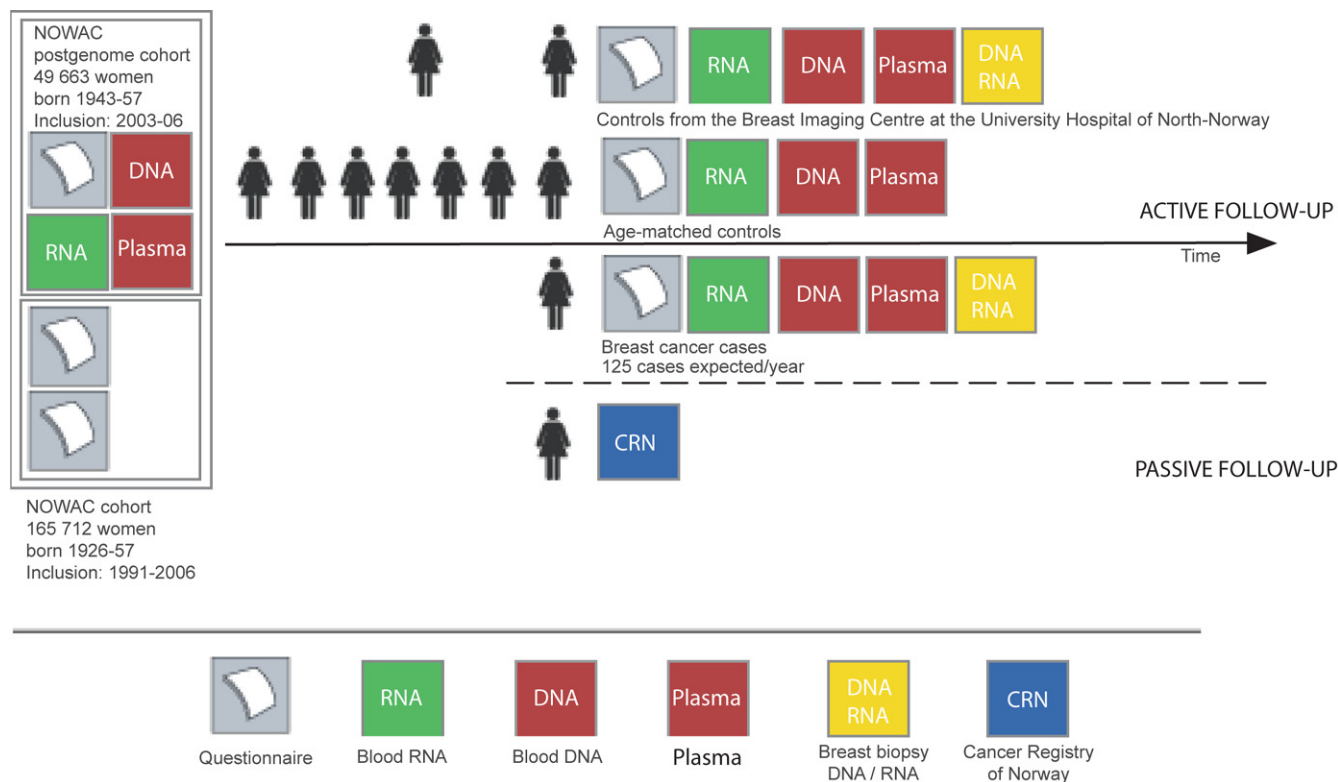 NOWAC
postgenome cohort
49 663 women
born 1943-57
Inclusion: 2003-06
DNA
RNA
Plasma
NOWAC cohort
165 712 women
born 1926-57
Inclusion: 1991-2006
RNA
DNA
Plasma
DNA
RNA
Controls from the Breast Imaging Centre at the University Hospital of North-Norway
RNA
DNA
Plasma
Age-matched controls
ACTIVE FOLLOW-UP
Time
RNA
DNA
Plasma
DNA
RNA
Breast cancer cases
125 cases expected/year
CRN
PASSIVE FOLLOW-UP
Questionnaire
RNA
Blood RNA
DNA
Blood DNA
Plasma
Plasma
DNA
RNA
Breast biopsy
DNA / RNA
CRN
Cancer Registry
of Norway